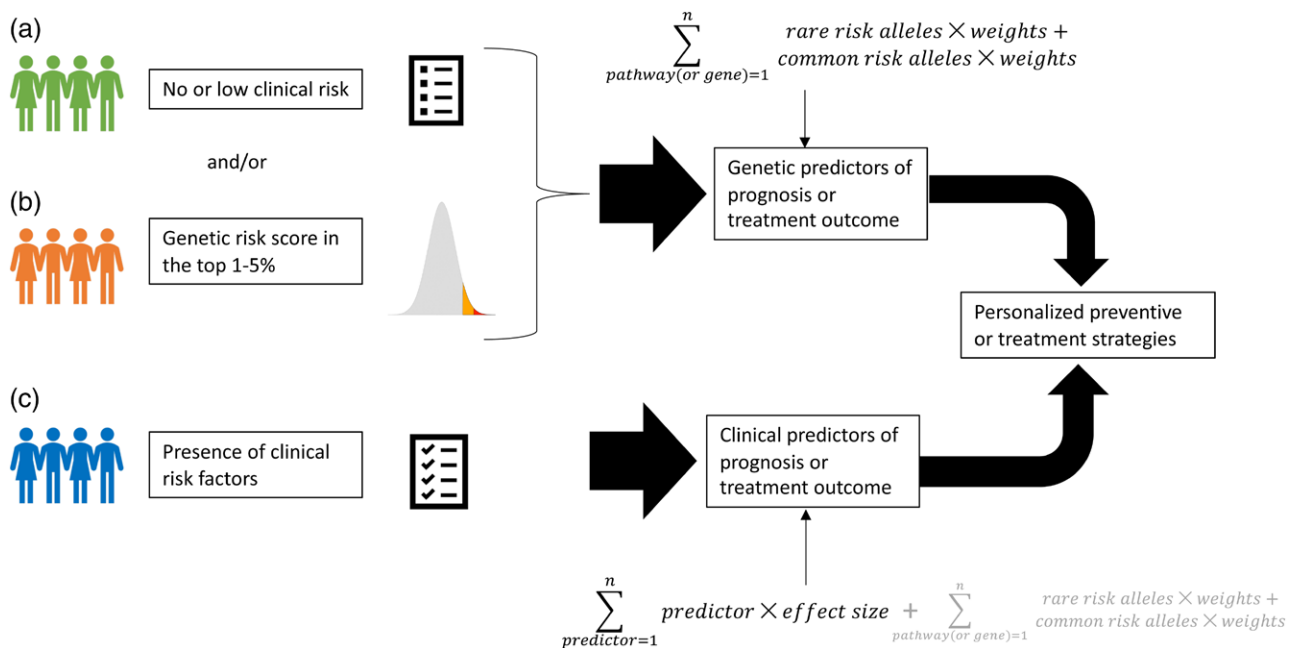 (a)
No or low clinical risk
and/or
(b)
Genetic risk score in
the top 1-5%
n
∑
pathway(or gene)=1
rare risk alleles × weights +
common risk alleles × weights
Genetic predictors of
prognosis or
treatment outcome
Personalized preventive
or treatment strategies
(c)
Presence of clinical
risk factors
Clinical predictors of
prognosis or
treatment outcome
n
∑
predictor=1
predictor × effect size
+
n
∑
pathway(or gene)=1
rare risk alleles × weights +
common risk alleles × weights